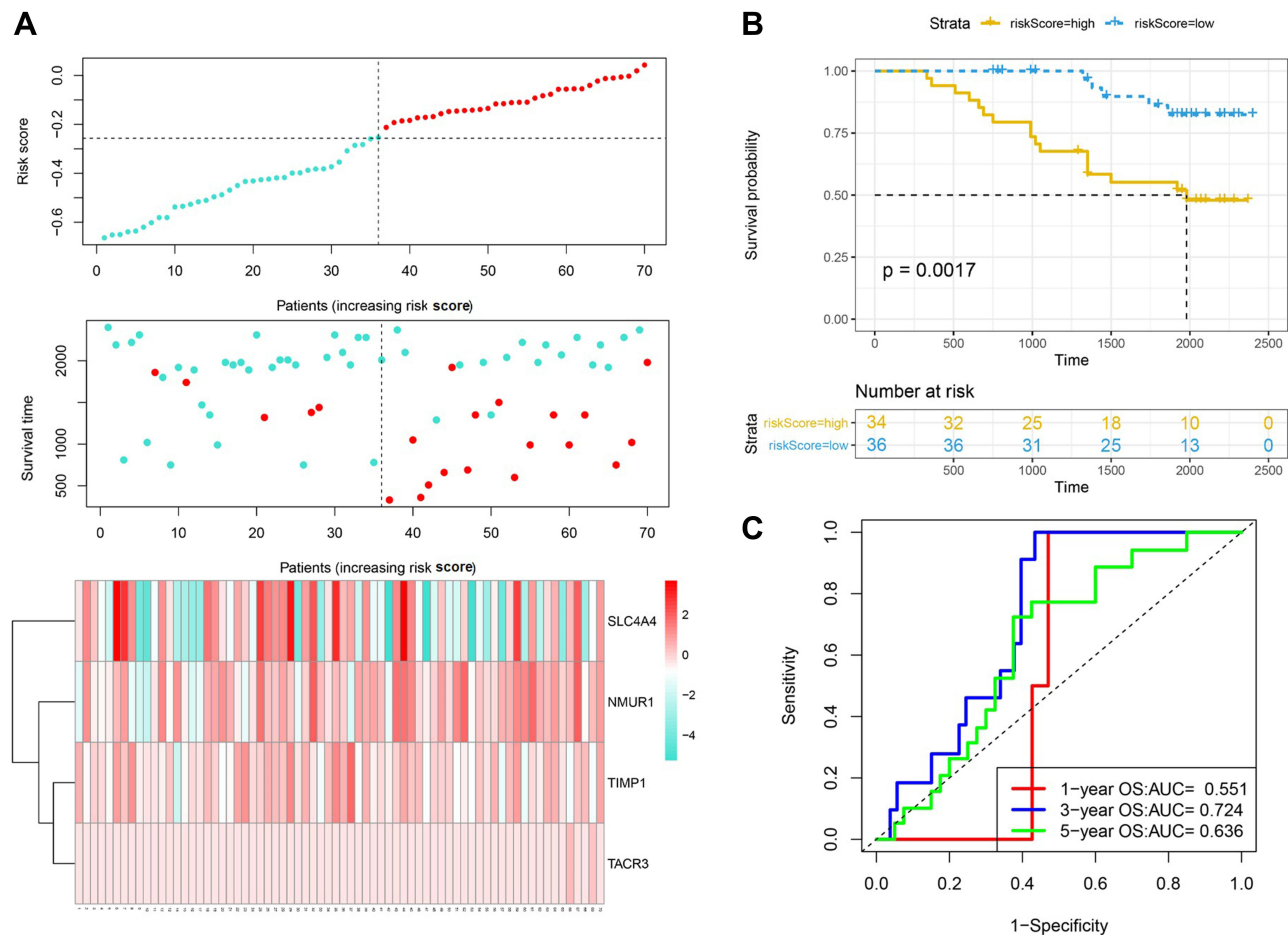 A
Risk score
0.0
−0.2
−0.4
−0.6
0 10 20 30 40 50 60 70
Patients (increasing risk score)
Survival time
2000
1000
500
0 10 20 30 40 50 60 70
Patients (increasing risk score)
SLC4A4
NMUR1
TIMP1
TACR3
2
0
−2
−4
B
Strata riskScore=high riskScore=low
Survival probability
1.00
0.75
0.50
0.25
0.00
p = 0.0017
0 500 1000 1500 2000 2500
Time
Number at risk
Strata
riskScore=high 34 32 25 18 10 0
riskScore=low 36 36 31 25 13 0
500 1000 1500 2000 2500
Time
C
Sensitivity
1.0
0.8
0.6
0.4
0.2
0.0
1-year OS:AUC= 0.551
3-year OS:AUC= 0.724
5-year OS:AUC= 0.636
0.0 0.2 0.4 0.6 0.8 1.0
1−Specificity